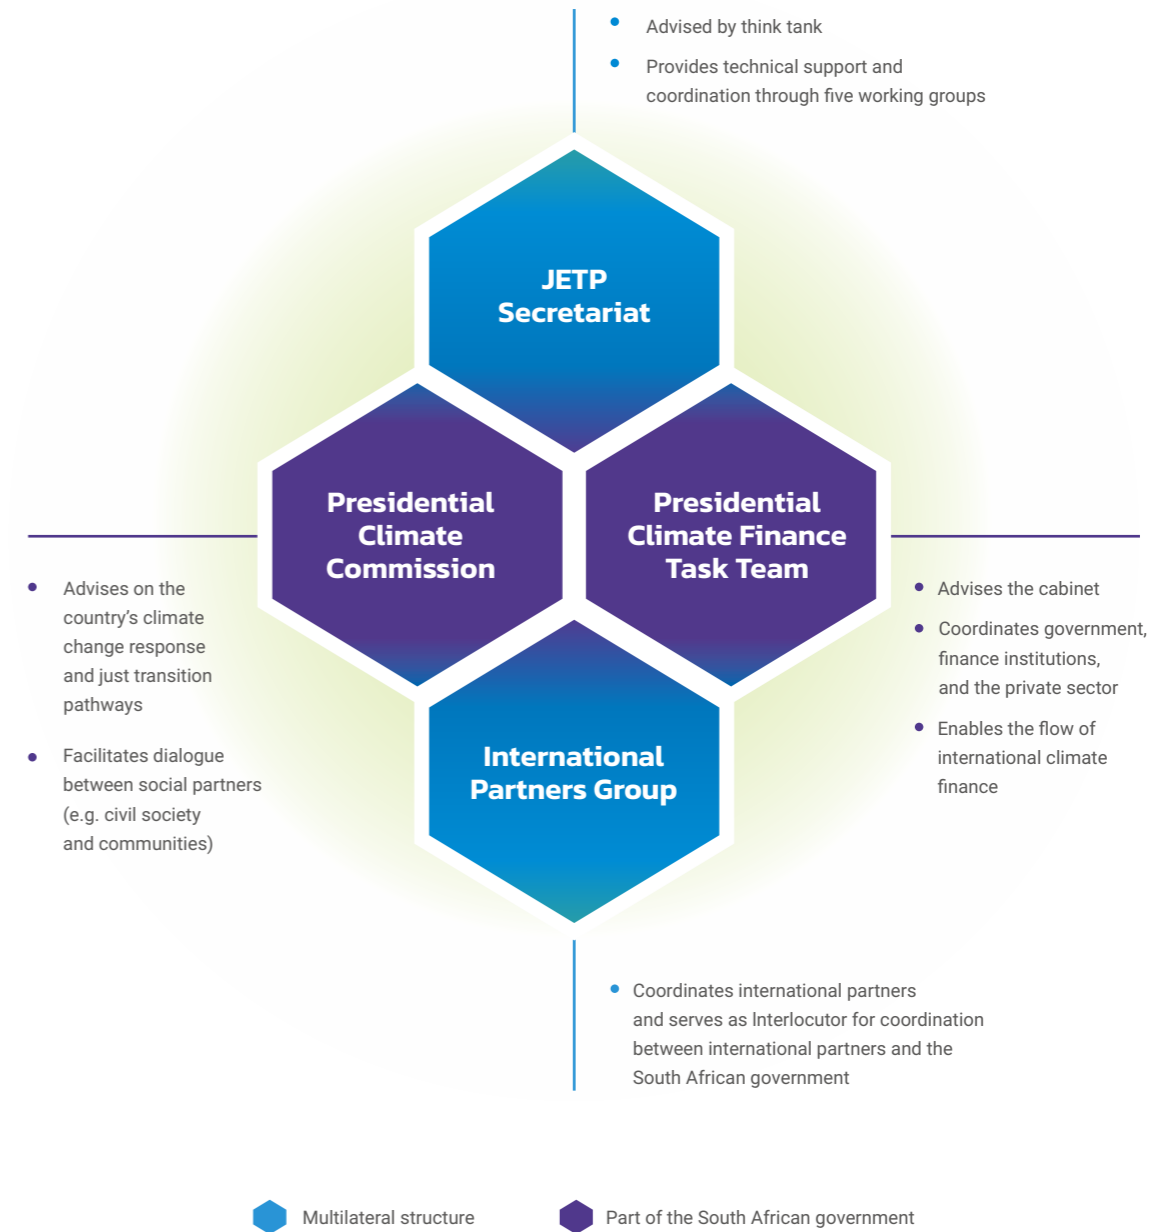 Advised by think tank
Provides technical support and
coordination through five working groups
JETP
Secretariat
Presidential
Climate
Commission
Presidential
Climate Finance
Task Team
Advises on the
country’s climate
change response
and just transition
pathways
Facilitates dialogue
between social partners
(e.g. civil society
and communities)
Advises the cabinet
Coordinates government,
finance institutions,
and the private sector
Enables the flow of
international climate
finance
International
Partners Group
Coordinates international partners
and serves as Interlocutor for coordination
between international partners and the
South African government
Multilateral structure
Part of the South African government